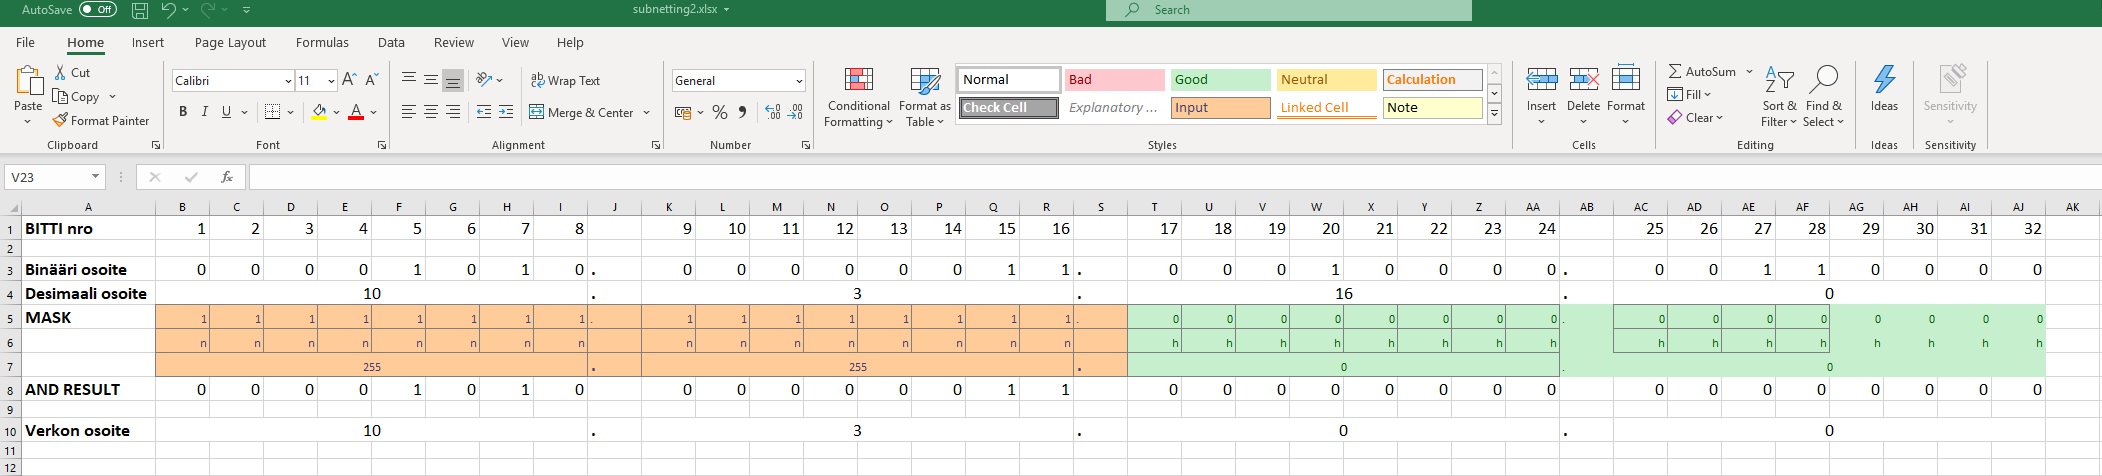 AutoSave Off subnetting2.xlsx Search
File Home Insert Page Layout Formulas Data Review View Help
Paste Cut Copy Format Painter Clipboard
Calibri 11 A A B I U A Font
ab Wrap Text Merge & Center Alignment
General % , Number
Conditional Formatting Format as Table
Normal Bad Good Neutral Calculation
Check Cell Explanatory ... Input Linked Cell Note
Styles
Insert Delete Format Cells
AutoSum Fill Clear Sort & Filter Find & Select Editing
Ideas Ideas
Sensitivity Sensitivity
V23 fx
A B C D E F G H I J K L M N O P Q R S T U V W X Y Z AA AB AC AD AE AF AG AH AI AJ AK
1 BITTI nro 1 2 3 4 5 6 7 8 9 10 11 12 13 14 15 16 17 18 19 20 21 22 23 24 25 26 27 28 29 30 31 32
2
3 Binääri osoite 0 0 0 0 1 0 1 0 . 0 0 0 0 0 0 1 1 . 0 0 0 1 0 0 0 0 . 0 0 1 1 0 0 0 0
4 Desimaali osoite 10 . 3 . 16 . 0
5 MASK 1 1 1 1 1 1 1 1 . 1 1 1 1 1 1 1 1 . 0 0 0 0 0 0 0 0 . 0 0 0 0 0 0 0 0
6 n n n n n n n n n n n n n n n n h h h h h h h h h h h h h h h h
7 255 . 255 . 0 . 0
8 AND RESULT 0 0 0 0 1 0 1 0 0 0 0 0 0 0 1 1 0 0 0 0 0 0 0 0 0 0 0 0 0 0 0 0
9
10 Verkon osoite 10 . 3 . 0 . 0
11
12